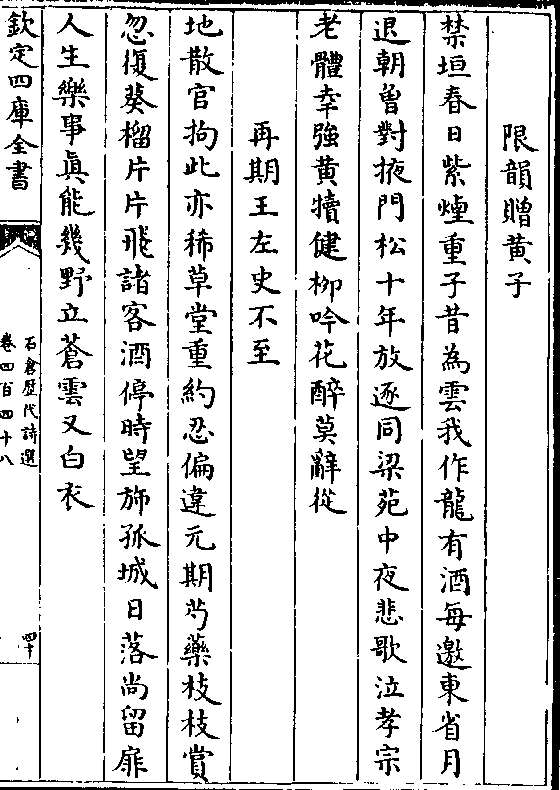 限韻贈黄子
禁垣春日紫煙重子昔為雲我作龍有酒每邀東省月
退朝曽對掖門松十年放逐同梁苑中夜悲歌泣孝宗
老體幸強黄犢健柳吟花醉莫辭從
再期王左史不至
地散官拘此亦稀草堂重約忍偏違元期芍藥枝枝賞
忽復葵榴片片飛諸客酒停時望斾孤城日落尚留扉
人生樂事眞能幾野立蒼雲又白衣
欽定四庫全書
石倉歴代詩選
卷四百四十八
四十